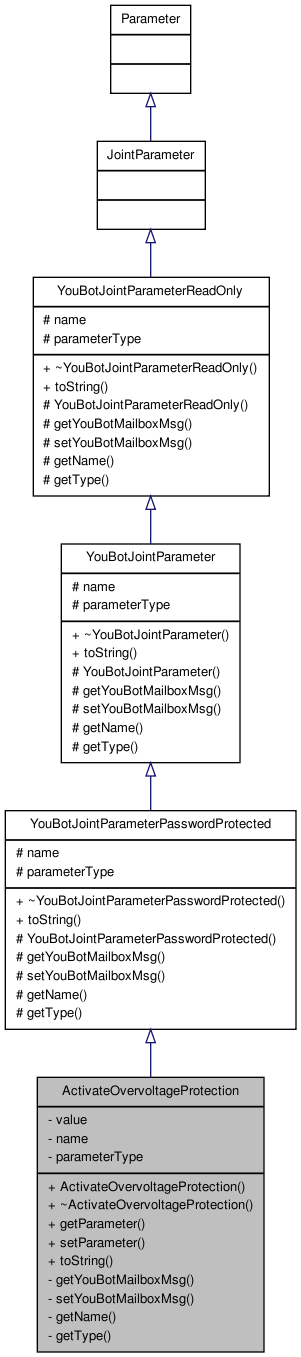 Parameter
JointParameter
YouBotJointParameterReadOnly
# name
# parameterType
+ ~YouBotJointParameterReadOnly()
+ toString()
# YouBotJointParameterReadOnly()
# getYouBotMailboxMsg()
# setYouBotMailboxMsg()
# getName()
# getType()
YouBotJointParameter
# name
# parameterType
+ ~YouBotJointParameter()
+ toString()
# YouBotJointParameter()
# getYouBotMailboxMsg()
# setYouBotMailboxMsg()
# getName()
# getType()
YouBotJointParameterPasswordProtected
# name
# parameterType
+ ~YouBotJointParameterPasswordProtected()
+ toString()
# YouBotJointParameterPasswordProtected()
# getYouBotMailboxMsg()
# setYouBotMailboxMsg()
# getName()
# getType()
ActivateOvervoltageProtection
- value
- name
- parameterType
+ ActivateOvervoltageProtection()
+ ~ActivateOvervoltageProtection()
+ getParameter()
+ setParameter()
+ toString()
- getYouBotMailboxMsg()
- setYouBotMailboxMsg()
- getName()
- getType()